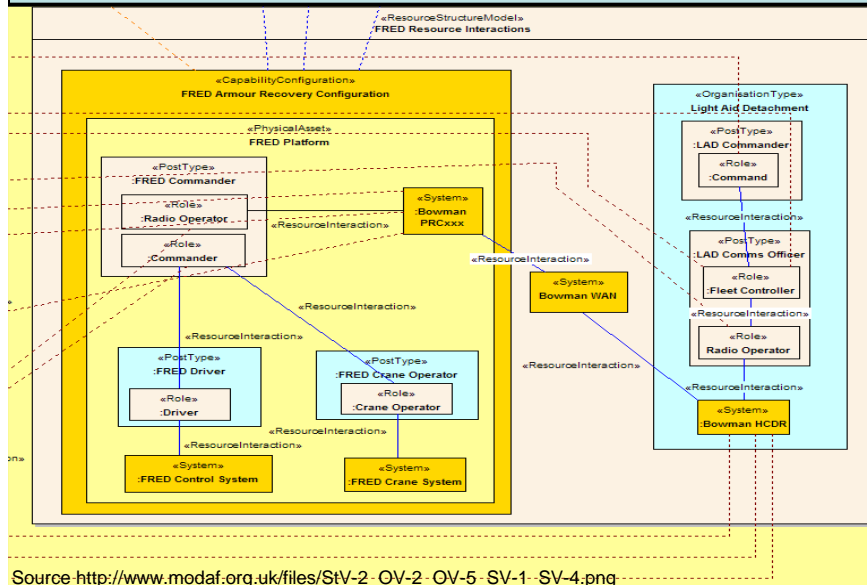 «ResourceStructureModel»
FRED Resource Interactions
«CapabilityConfiguration»
FRED Armour Recovery Configuration
«PhysicalAsset»
FRED Platform
«PostType»
:FRED Commander
«Role»
:Radio Operator
«Role»
:Commander
«System»
:Bowman
PRCxxx
«ResourceInteraction»
«ResourceInteraction»
«System»
Bowman WAN
«ResourceInteraction»
«ResourceInteraction»
«ResourceInteraction»
«PostType»
:FRED Driver
«Role»
:Driver
«PostType»
:FRED Crane Operator
«Role»
:Crane Operator
«ResourceInteraction»
«ResourceInteraction»
«System»
:FRED Control System
«System»
:FRED Crane System
«OrganisationType»
Light Aid Detachment
«PostType»
:LAD Commander
«Role»
:Command
«ResourceInteraction»
«PostType»
:LAD Comms Officer
«Role»
:Fleet Controller
«ResourceInteraction»
«Role»
Radio Operator
«ResourceInteraction»
«System»
:Bowman HCDR
Source http://www.modaf.org.uk/files/StV-2_OV-2_OV-5_SV-1_SV-4.png